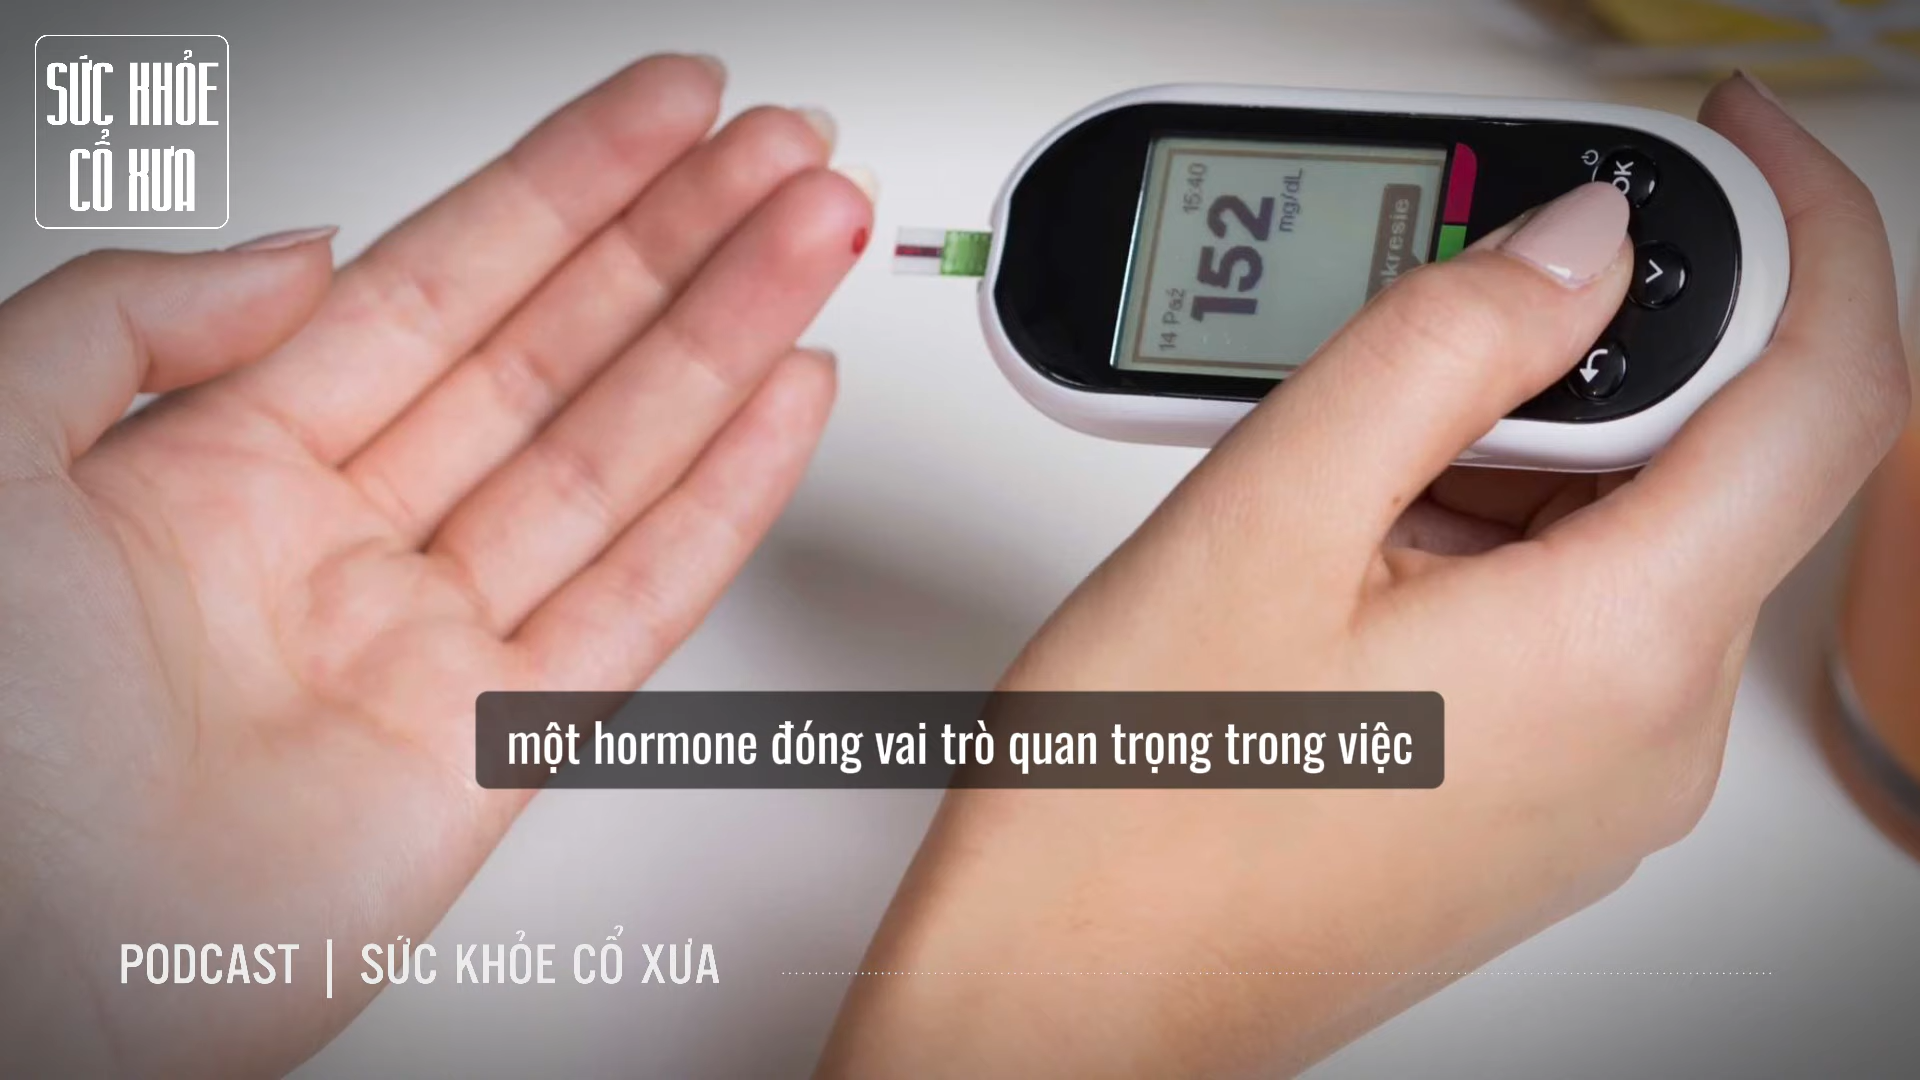 SỨC KHỎE
CỔ XƯA
15:40
152
mg/dL
14 Paź
OK
một hormone đóng vai trò quan trọng trong việc
PODCAST | SỨC KHỎE CỔ XƯA